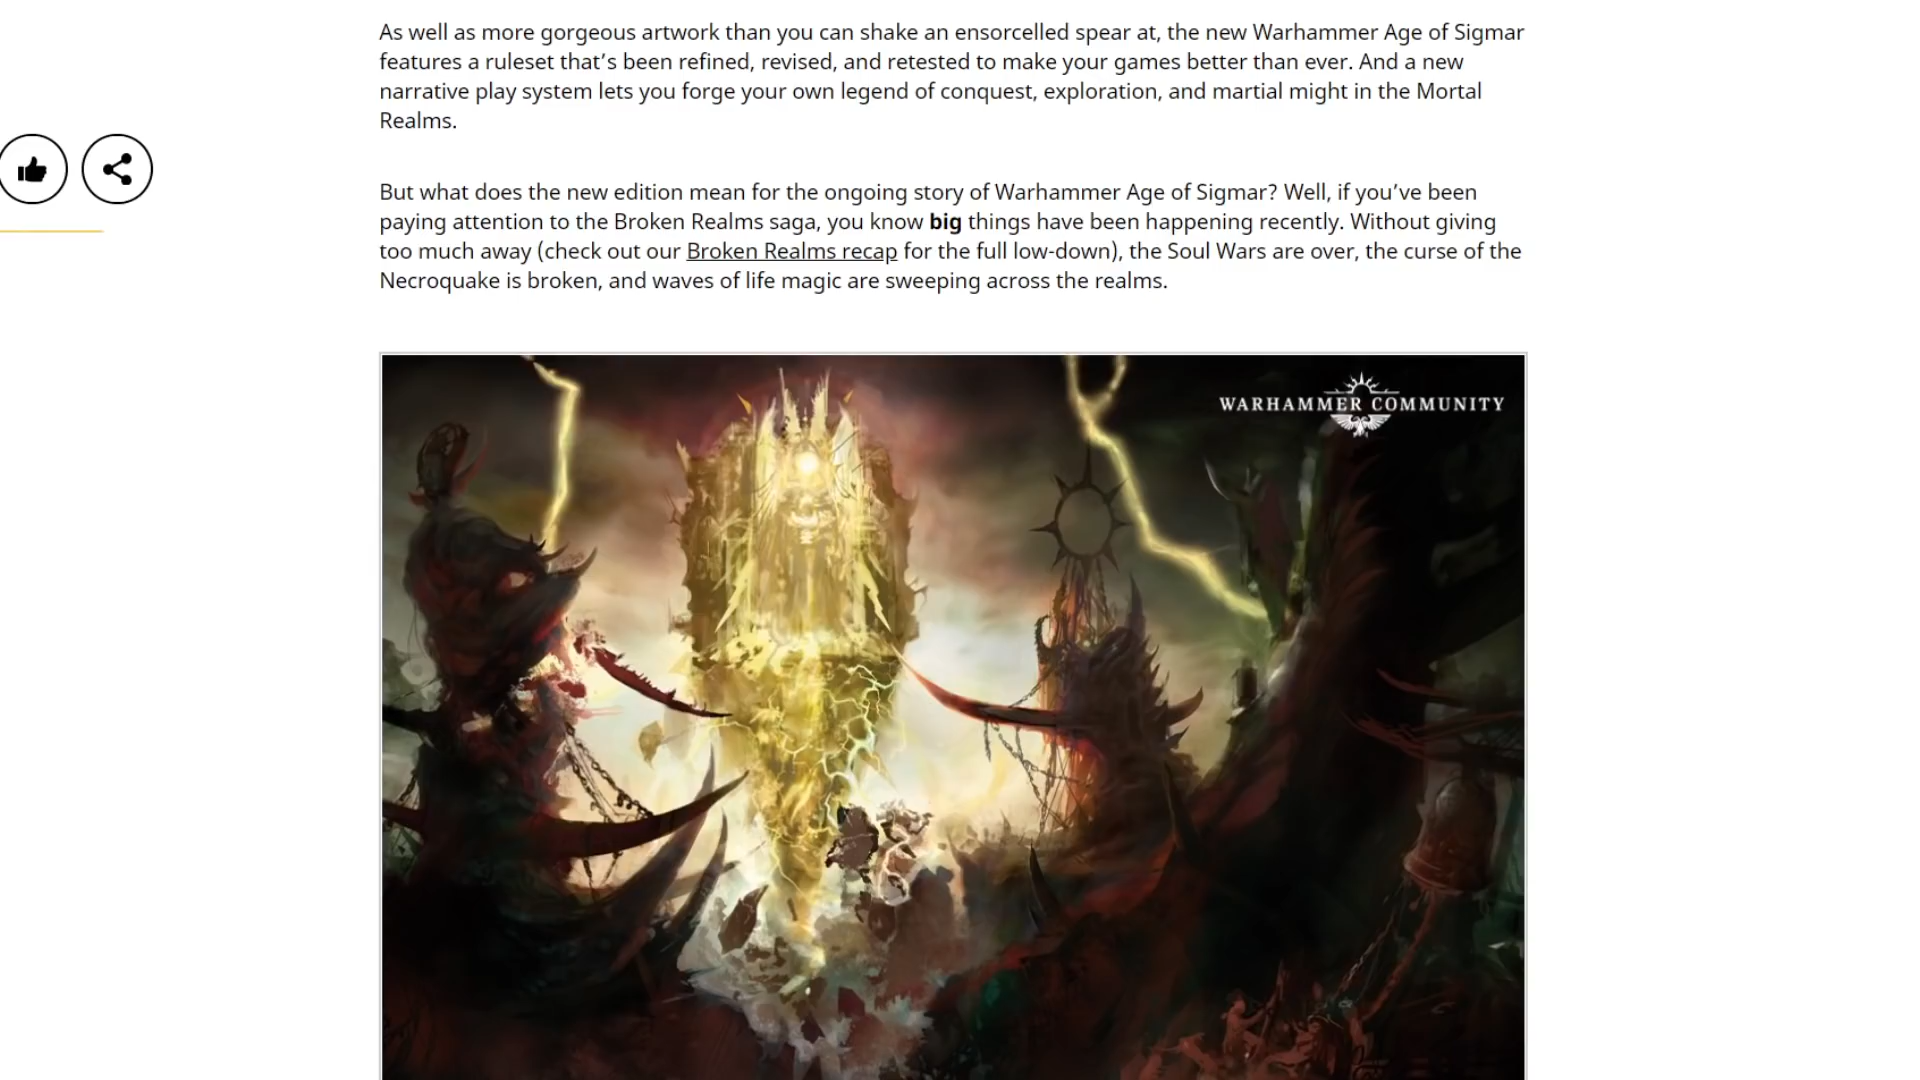 As well as more gorgeous artwork than you can shake an ensorcelled spear at, the new Warhammer Age of Sigmar
features a ruleset that’s been refined, revised, and retested to make your games better than ever. And a new
narrative play system lets you forge your own legend of conquest, exploration, and martial might in the Mortal
Realms.
But what does the new edition mean for the ongoing story of Warhammer Age of Sigmar? Well, if you’ve been
paying attention to the Broken Realms saga, you know big things have been happening recently. Without giving
too much away (check out our Broken Realms recap for the full low-down), the Soul Wars are over, the curse of the
Necroquake is broken, and waves of life magic are sweeping across the realms.
WARHAMMER COMMUNITY